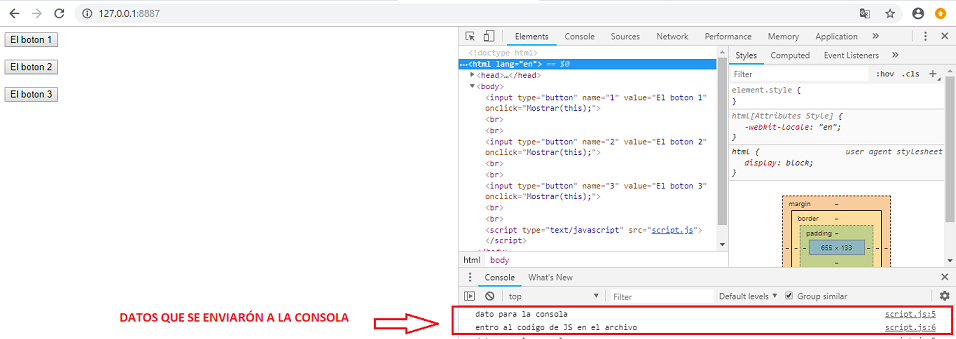 127.0.0.1:8887
El boton 1
El boton 2
El boton 3
Elements Console Sources Network Performance Memory Application »
<!doctype html>
...<html lang="en"> == $0
<head>…</head>
<body>
<input type="button" name="1" value="El boton 1"
onclick="Mostrar(this);">
<br>
<br>
<input type="button" name="2" value="El boton 2"
onclick="Mostrar(this);">
<br>
<br>
<input type="button" name="3" value="El boton 3"
onclick="Mostrar(this);">
<br>
<br>
<script type="text/javascript" src="script.js">
</script>
html body
Styles Computed Event Listeners »
Filter :hov .cls +
element.style {
}
html[Attributes Style] {
-webkit-locale: "en";
}
html { user agent stylesheet
display: block;
}
margin –
border –
padding –
– – – 655 × 133 – – –
–
Console What's New
top Filter Default levels Group similar
dato para la consola script.js:5
entro al codigo de JS en el archivo script.js:6
DATOS QUE SE ENVIARÓN A LA CONSOLA